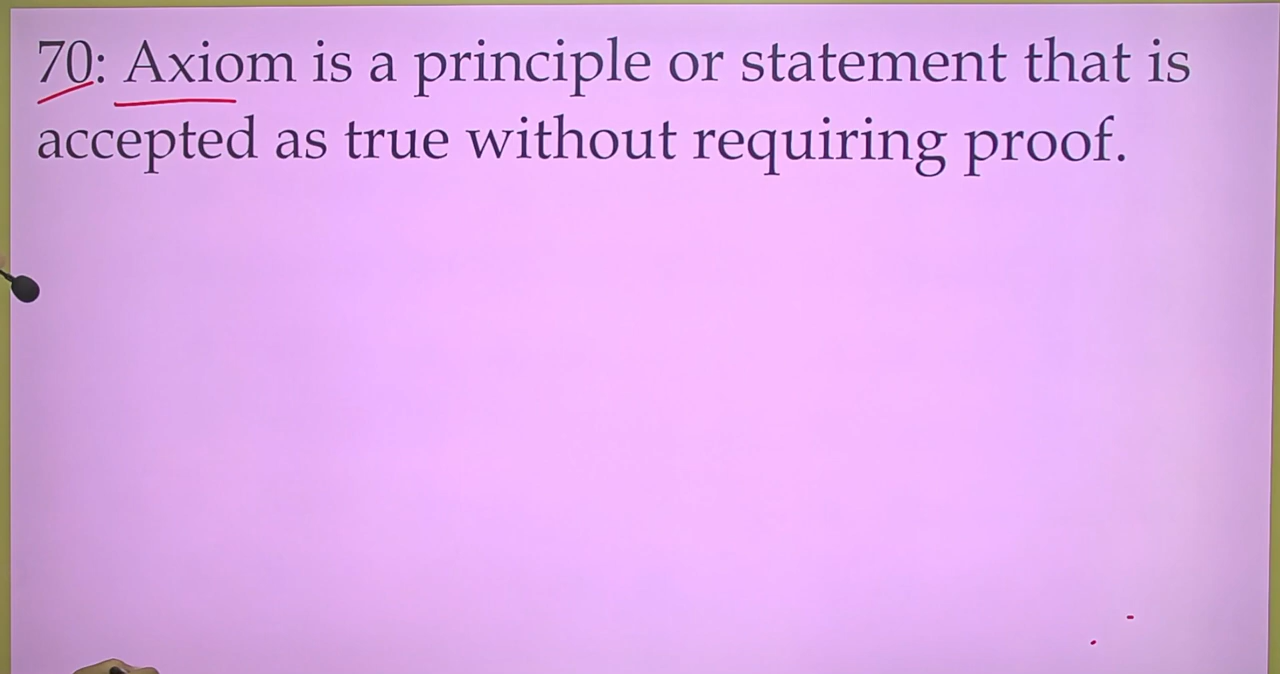 70: Axiom is a principle or statement that is
accepted as true without requiring proof.